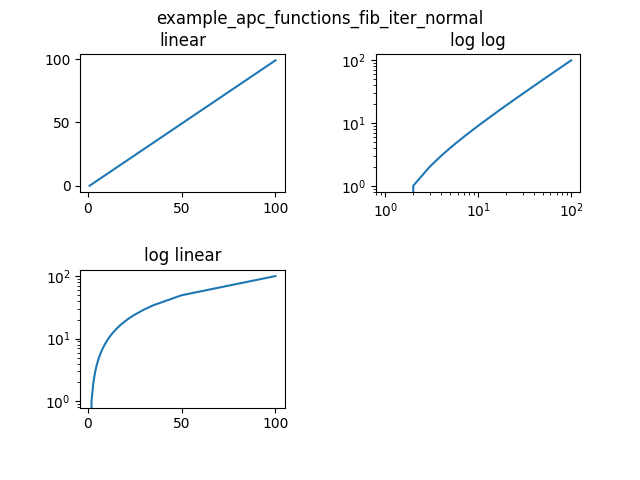 example_apc_functions_fib_iter_normal
linear
100
50
0
0 50 100
log log
10²
10¹
10⁰
10⁰ 10¹ 10²
log linear
10²
10¹
10⁰
0 50 100